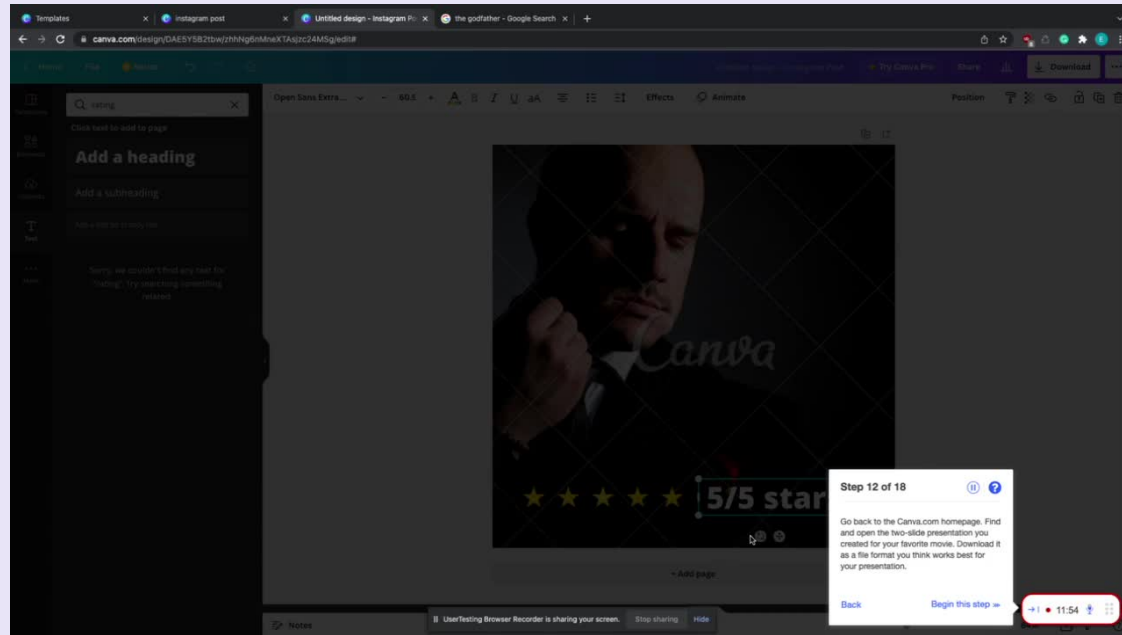 Templates
instagram post
Untitled design - Instagram Po
the godfather - Google Search
canva.com/design/DAE5Y5B2tbw/zhhNg6nMneXTAsjzc24MSg/edit#
File
Try Canva Pro
Share
Download
rating
Open Sans Extra...
60.5
B I U aA
Effects
Animate
Position
Click text to add to page
Add a heading
Add a subheading
Text
Sorry, we couldn't find any text for
"rating". Try searching something
related.
Canva
5/5 star
+ Add page
Notes
Step 12 of 18
Go back to the Canva.com homepage. Find
and open the two-slide presentation you
created for your favorite movie. Download it
as a file format you think works best for
your presentation.
Back
Begin this step
11:54
UserTesting Browser Recorder is sharing your screen.
Stop sharing
Hide